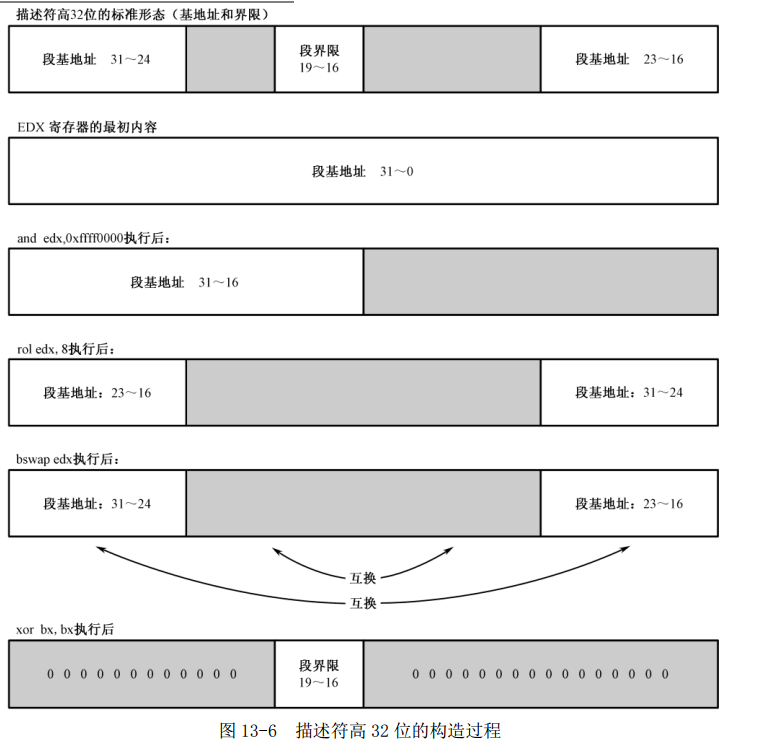 描述符高32位的标准形态（基地址和界限）
段基地址 31～24
段界限
19～16
段基地址 23～16
EDX 寄存器的最初内容
段基地址 31～0
and edx,0xffff0000执行后：
段基地址 31～16
rol edx, 8执行后：
段基地址：23～16
段基地址：31～24
bswap edx执行后：
段基地址：31～24
段基地址：23～16
互换
互换
xor bx, bx执行后
0 0 0 0 0 0 0 0 0 0 0 0
段界限
19～16
0 0 0 0 0 0 0 0 0 0 0 0 0 0 0 0
图 13-6 描述符高 32 位的构造过程